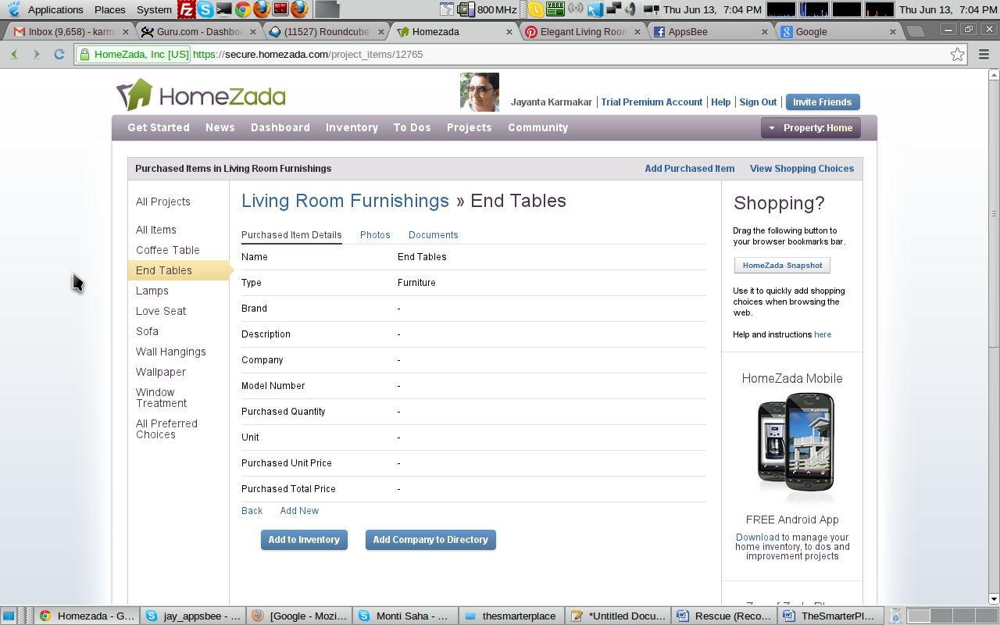 Applications Places System 800 MHz Thu Jun 13, 7:04 PM Thu Jun 13, 7:04 PM
Inbox (9,658) - karm Guru.com - Dashbo (11527) Roundcube Homezada Elegant Living Room AppsBee Google
HomeZada, Inc [US] https://secure.homezada.com/project_items/12765
HomeZada
Jayanta Karmakar Trial Premium Account Help Sign Out Invite Friends
Get Started News Dashboard Inventory To Dos Projects Community Property: Home
Purchased Items in Living Room Furnishings Add Purchased Item View Shopping Choices
All Projects
All Items
Coffee Table
End Tables
Lamps
Love Seat
Sofa
Wall Hangings
Wallpaper
Window
Treatment
All Preferred
Choices
Living Room Furnishings » End Tables
Purchased Item Details Photos Documents
Name End Tables
Type Furniture
Brand -
Description -
Company -
Model Number -
Purchased Quantity -
Unit -
Purchased Unit Price -
Purchased Total Price -
Back Add New
Add to Inventory Add Company to Directory
Shopping?
Drag the following button to
your browser bookmarks bar.
HomeZada Snapshot
Use it to quickly add shopping
choices when browsing the
web.
Help and instructions here
HomeZada Mobile
FREE Android App
Download to manage your
home inventory, to dos and
improvement projects
Homezada - G... jay_appsbee - ... [Google - Mozi... Monti Saha - ... thesmarterplace *Untitled Docu... Rescue (Reco... TheSmarterPl...